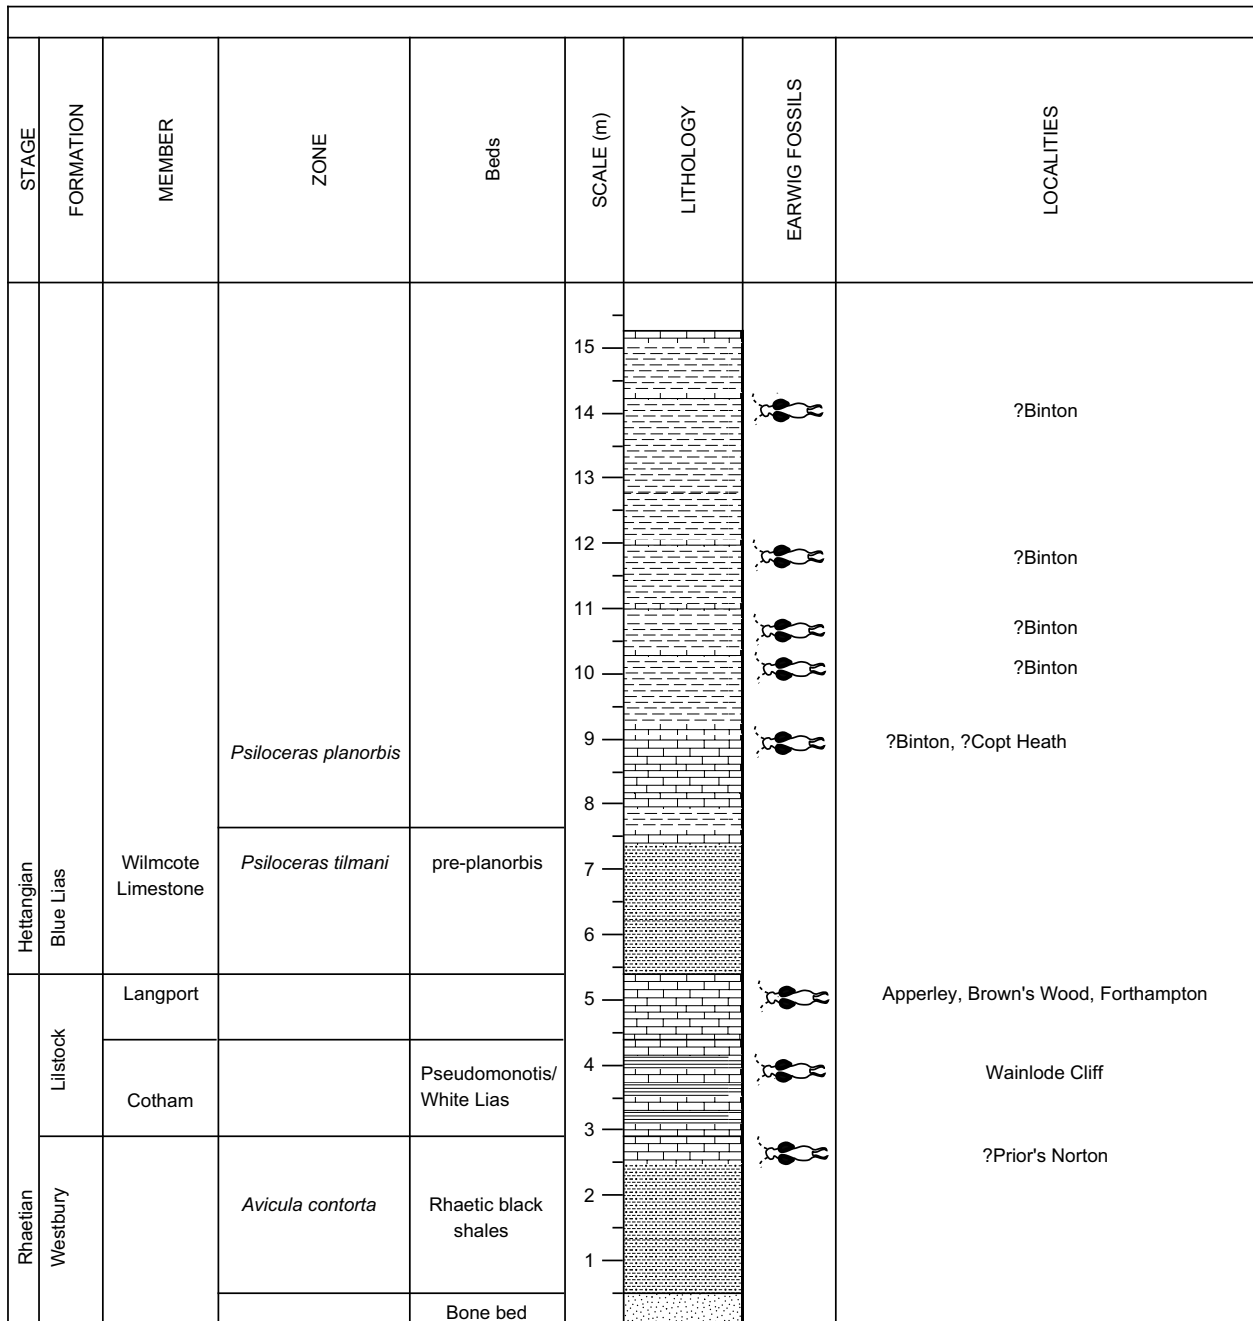 STAGE
FORMATION
MEMBER
ZONE
Beds
SCALE (m)
LITHOLOGY
EARWIG FOSSILS
LOCALITIES
15
14
?Binton
13
12
?Binton
11
?Binton
10
?Binton
9
?Binton, ?Copt Heath
Psiloceras planorbis
8
Hettangian
Blue Lias
Wilmcote
Limestone
Psiloceras tilmani
pre-planorbis
7
6
Langport
5
Apperley, Brown's Wood, Forthampton
Lilstock
4
Cotham
Pseudomonotis/
White Lias
Wainlode Cliff
3
?Prior's Norton
Rhaetian
Westbury
Avicula contorta
Rhaetic black
shales
2
1
Bone bed